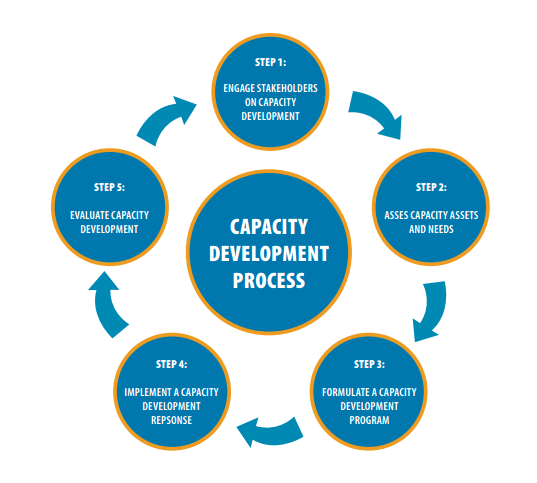 STEP 1:
ENGAGE STAKEHOLDERS
ON CAPACITY
DEVELOPMENT
STEP 2:
ASSES CAPACITY ASSETS
AND NEEDS
STEP 3:
FORMULATE A CAPACITY
DEVELOPMENT
PROGRAM
STEP 4:
IMPLEMENT A CAPACITY
DEVELOPMENT
REPSONSE
STEP 5:
EVALUATE CAPACITY
DEVELOPMENT
CAPACITY
DEVELOPMENT
PROCESS